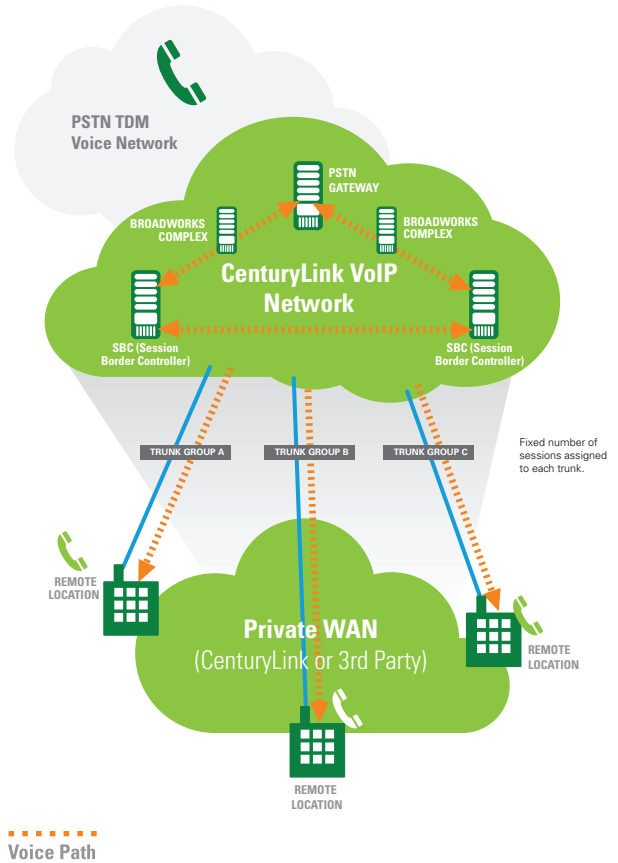 PSTN TDM
Voice Network
PSTN
GATEWAY
BROADWORKS
COMPLEX
BROADWORKS
COMPLEX
CenturyLink VoIP
Network
SBC (Session
Border Controller)
SBC (Session
Border Controller)
TRUNK GROUP A
TRUNK GROUP B
TRUNK GROUP C
Fixed number of
sessions assigned
to each trunk.
REMOTE
LOCATION
Private WAN
(CenturyLink or 3rd Party)
REMOTE
LOCATION
REMOTE
LOCATION
Voice Path